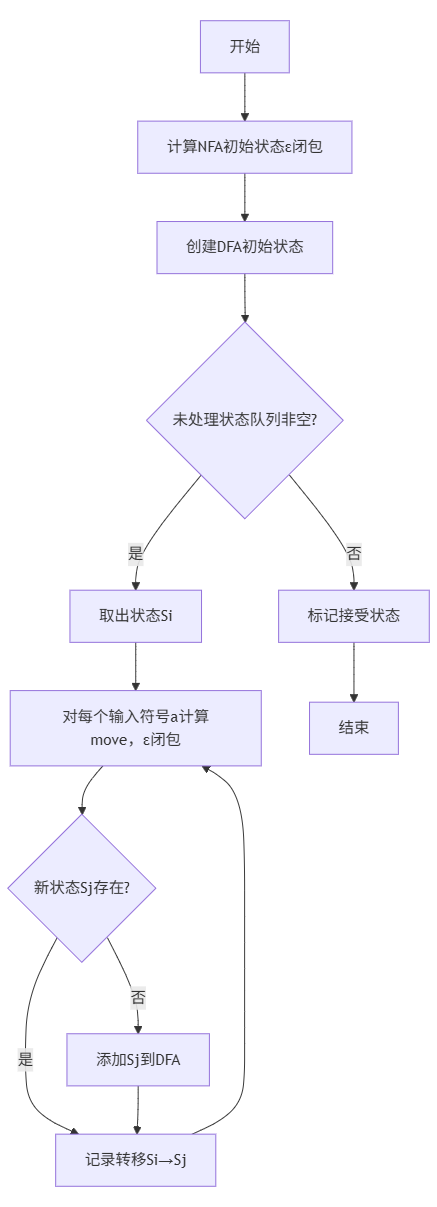 开始
计算NFA初始状态ε闭包
创建DFA初始状态
未处理状态队列非空?
是
否
取出状态Si
标记接受状态
对每个输入符号a计算
move，ε闭包
结束
新状态Sj存在?
否
是
添加Sj到DFA
记录转移Si→Sj